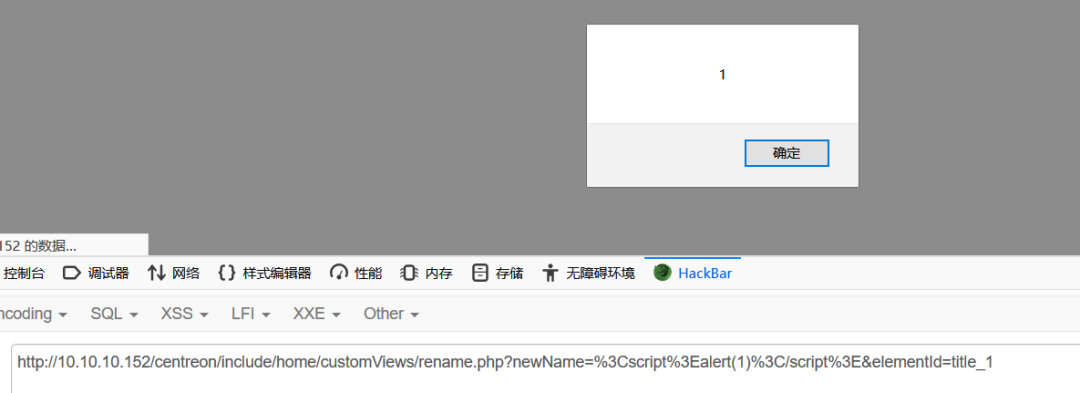 1
确定
152 的数据...
控制台 调试器 网络 {} 样式编辑器 性能 内存 存储 无障碍环境 HackBar
ncoding SQL XSS LFI XXE Other
http://10.10.10.152/centreon/include/home/customViews/rename.php?newName=%3Cscript%3Ealert(1)%3C/script%3E&elementId=title_1